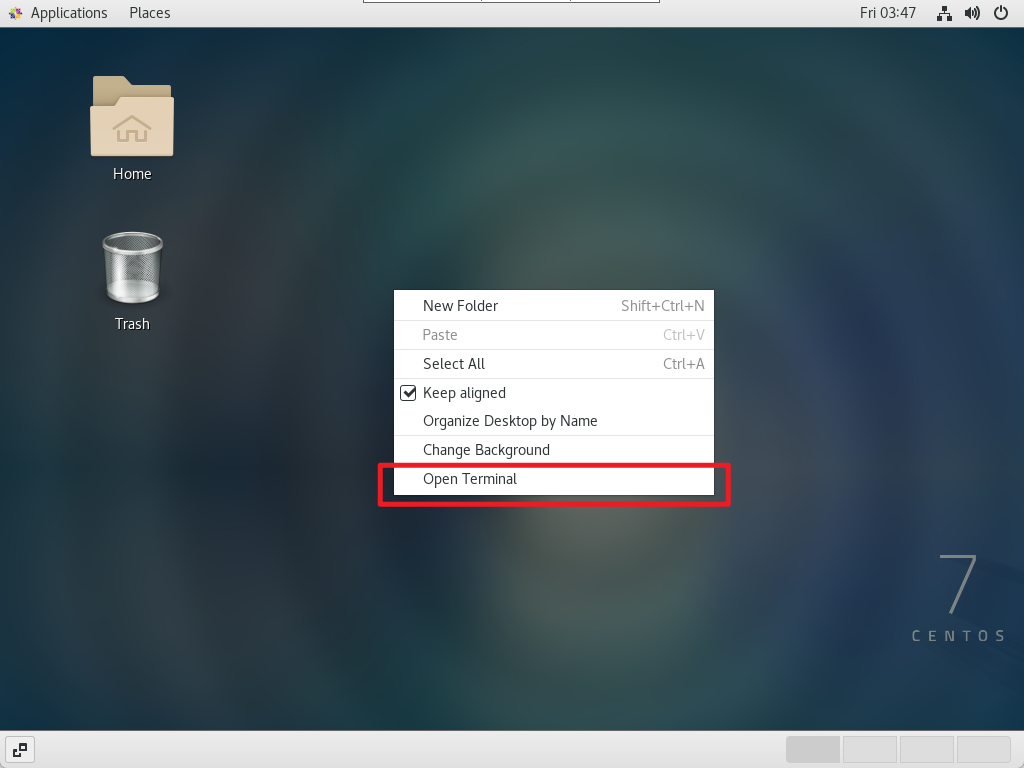 Applications Places Fri 03:47
Home
Trash
New Folder Shift+Ctrl+N
Paste Ctrl+V
Select All Ctrl+A
Keep aligned
Organize Desktop by Name
Change Background
Open Terminal
7
CENTOS